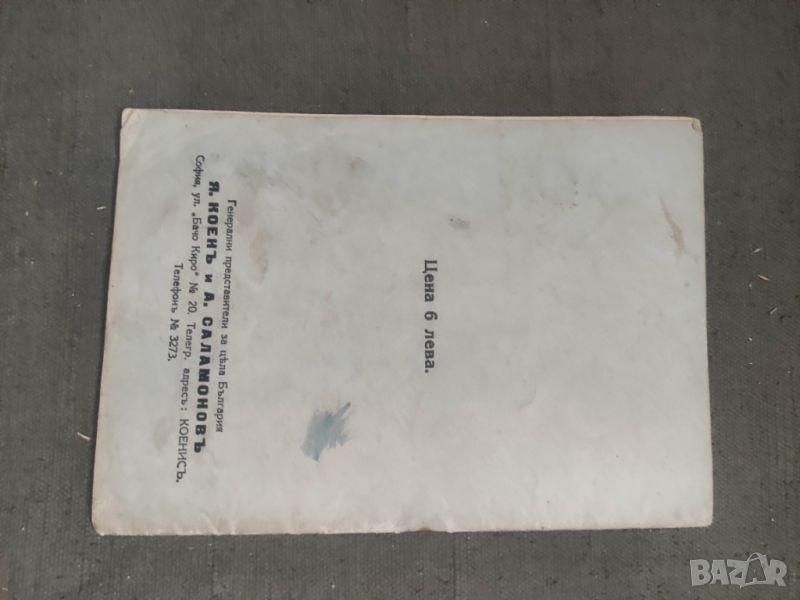 Цена 6 лева.
Генерални представители за цѣла България
Я. КОЕНЪ и А. САЛАМОНОВЪ
София, ул. „Бачо Киро“ № 20. Телегр. адресъ: КОЕНИСЪ.
Телефонъ № 3273.
BAZAR